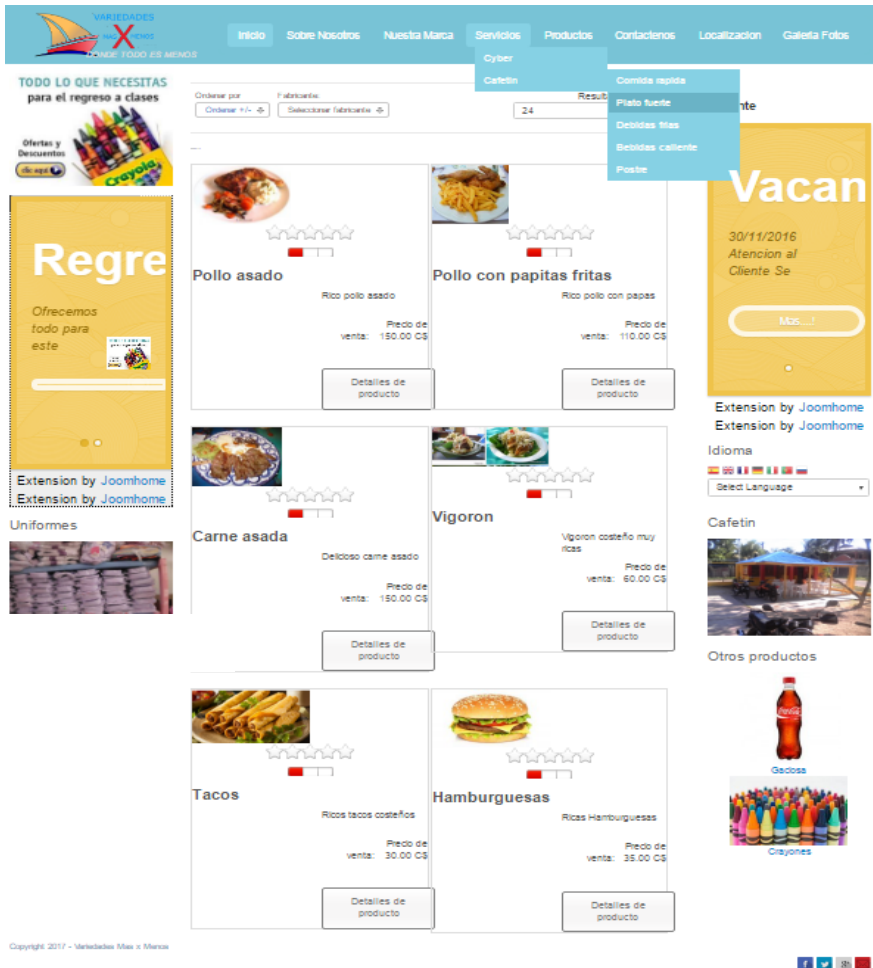 VARIEDADES
MAS X MENOS
DONDE TODO ES MENOS
Inicio
Sobre Nosotros
Nuestra Marca
Servicios
Productos
Contactenos
Localizacion
Galeria Fotos
Cyber
Cafetin
Comida rapida
Plato fuerte
Debidas frias
Bebidas calliente
Postre
TODO LO QUE NECESITAS
para el regreso a clases
Ofertas y
Descuentos
clic aquí
Crayola
Regre
Ofrecemos
todo para
este
Extension by Joomhome
Extension by Joomhome
Uniformes
Ordenar por
Ordenar +/-
Fabricante:
Seleccionar fabricante
Result
24
Pollo asado
Rico pollo asado
Precio de
venta: 150.00 C$
Detalles de
producto
Pollo con papitas fritas
Rico pollo con papas
Precio de
venta: 110.00 C$
Detalles de
producto
Carne asada
Delicioso carne asado
Precio de
venta: 150.00 C$
Detalles de
producto
Vigoron
Vigoron costeño muy
ricas
Precio de
venta: 60.00 C$
Detalles de
producto
Tacos
Ricos tacos costeños
Precio de
venta: 30.00 C$
Detalles de
producto
Hamburguesas
Ricas Hamburguesas
Precio de
venta: 35.00 C$
Detalles de
producto
nte
Vacan
30/11/2016
Atencion al
Cliente Se
Mas....!
Extension by Joomhome
Extension by Joomhome
Idioma
Select Language
Cafetin
Otros productos
Gaciosa
Crayones
Copyright 2017 - Variedades Mas x Menos